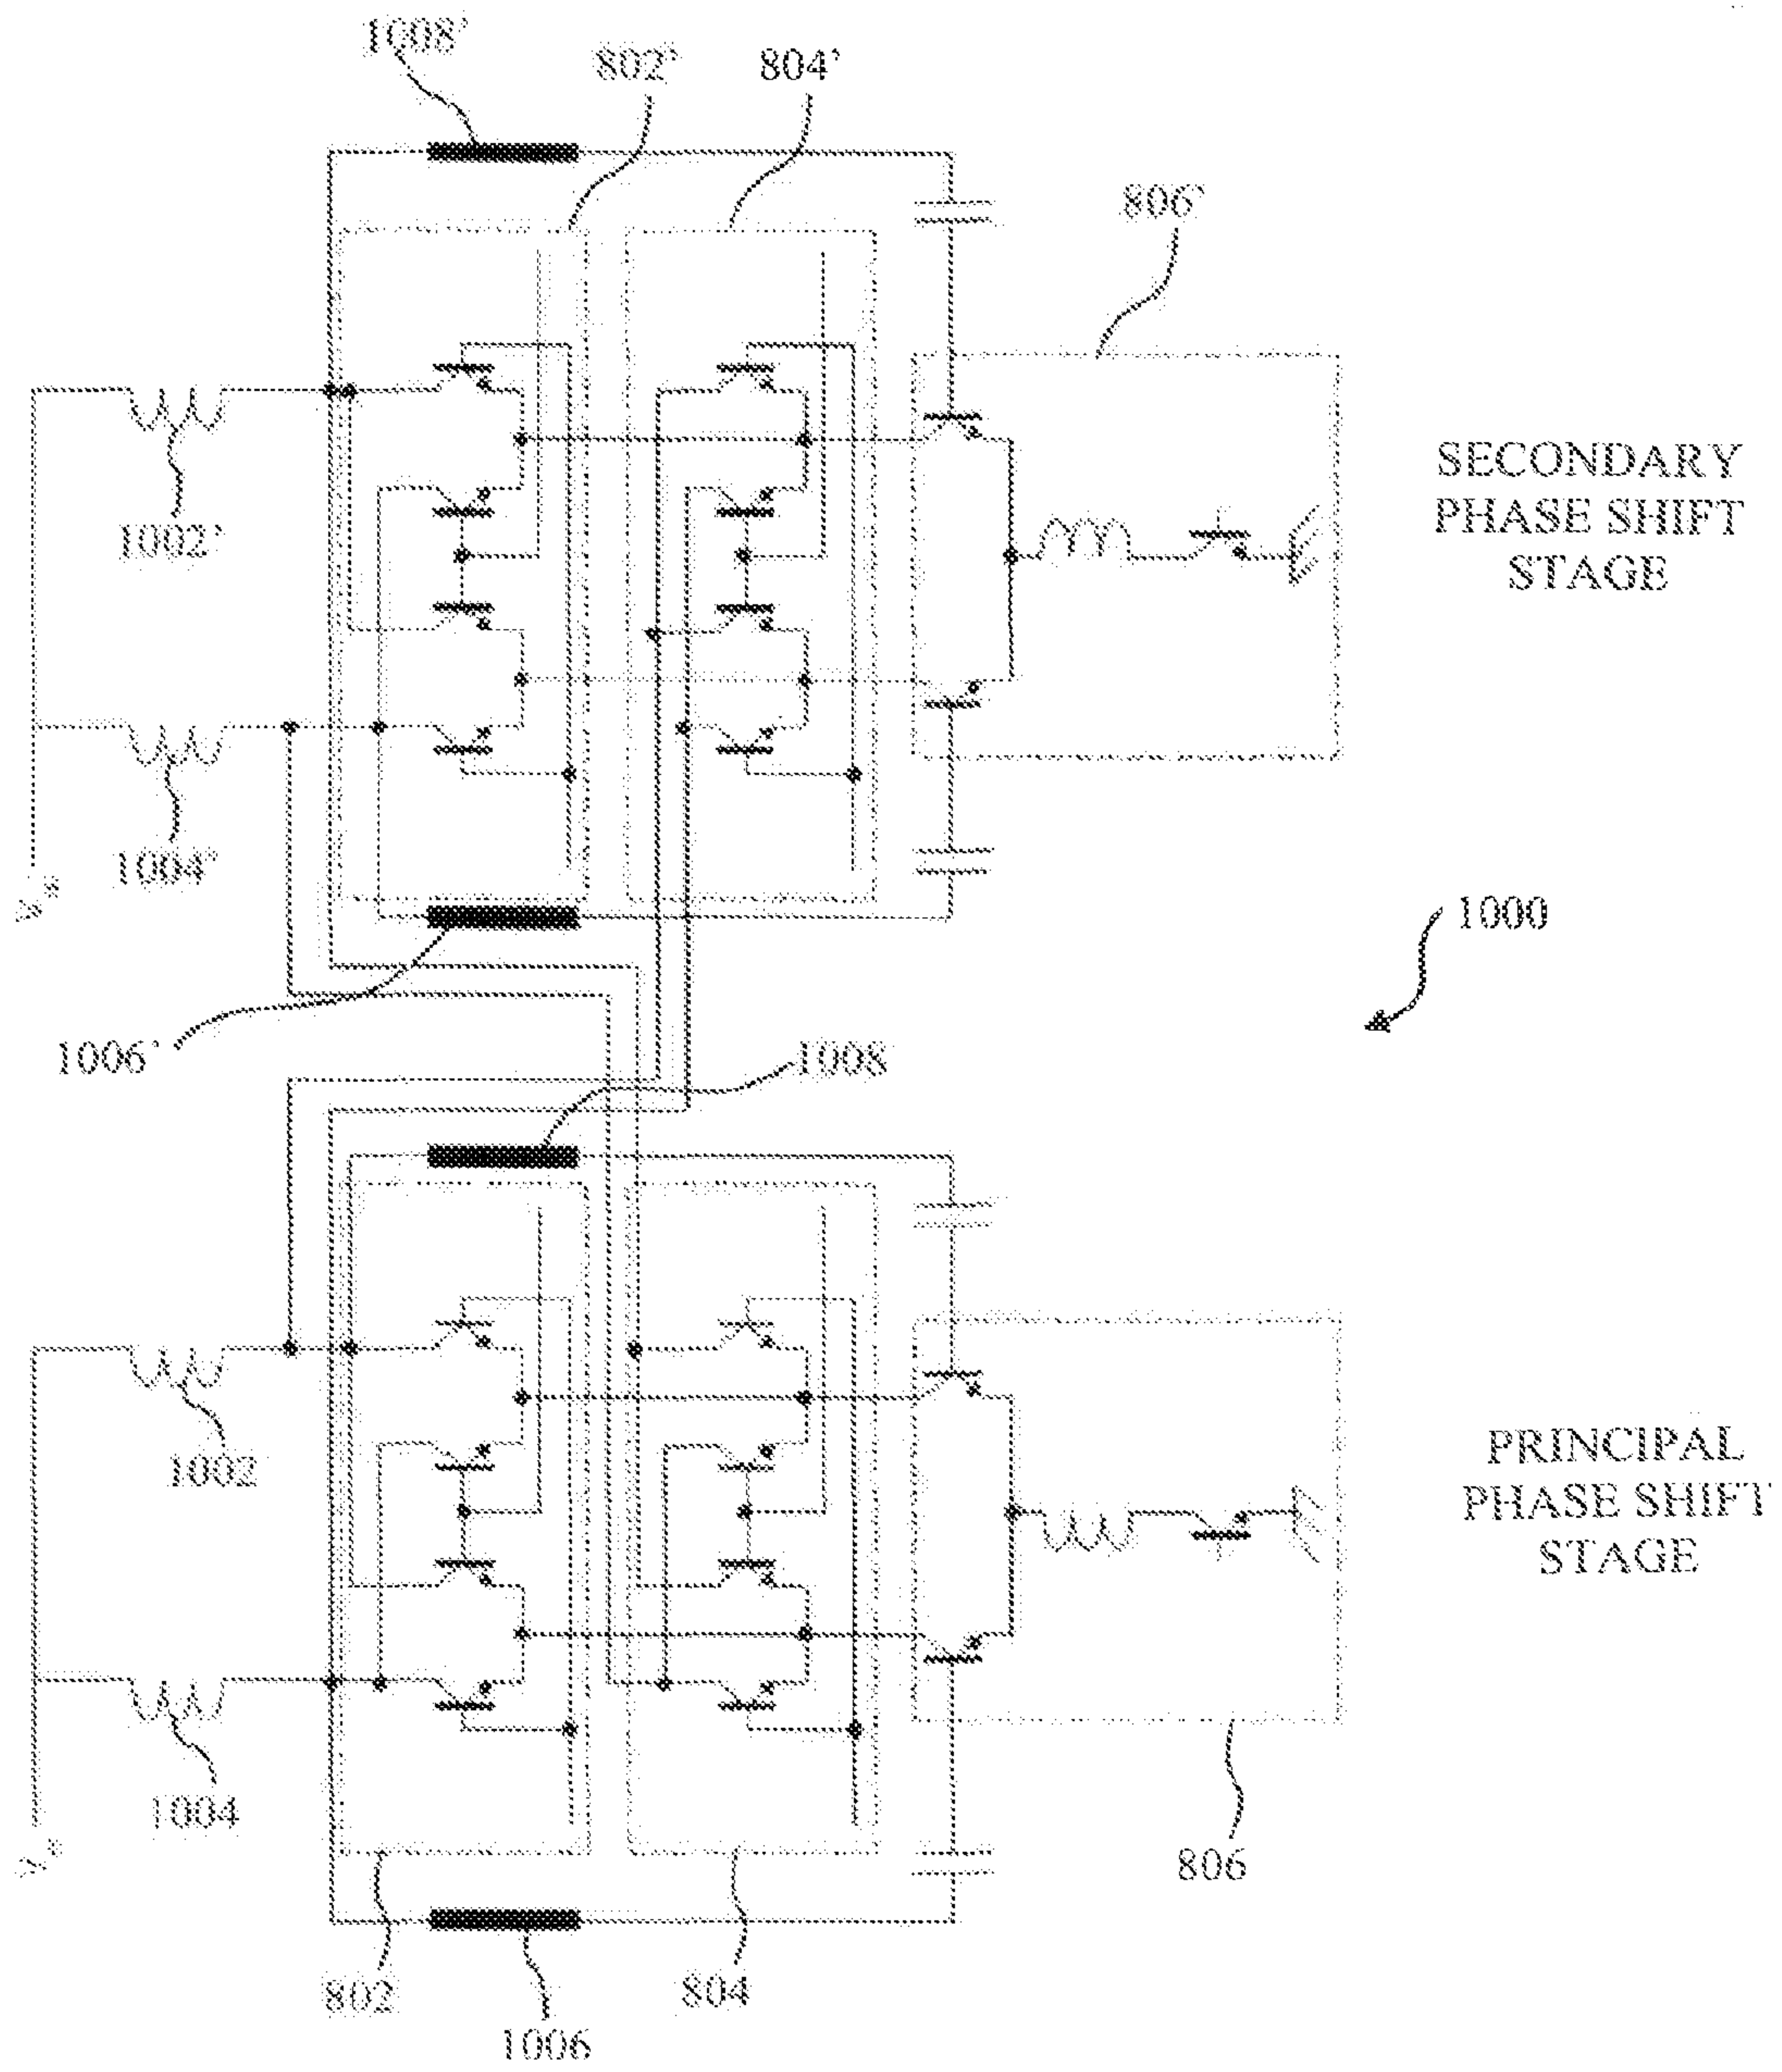 1008'
802'
804'
806'
SECONDARY
PHASE SHIFT
STAGE
1002'
1004'
1000
1006'
1008
PRINCIPAL
PHASE SHIFT
STAGE
1002
1004
806
802
804
1006